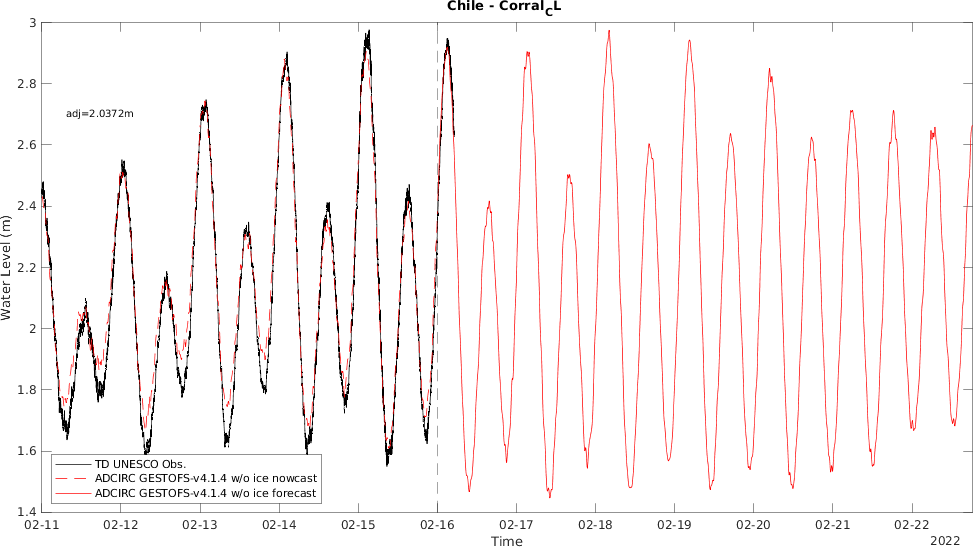 Chile - Corral_CL
3
2.8
2.6
2.4
2.2
2
1.8
1.6
1.4
Water Level (m)
adj=2.0372m
TD UNESCO Obs.
ADCIRC GESTOFS-v4.1.4 w/o ice nowcast
ADCIRC GESTOFS-v4.1.4 w/o ice forecast
02-11 02-12 02-13 02-14 02-15 02-16 02-17 02-18 02-19 02-20 02-21 02-22
Time
2022